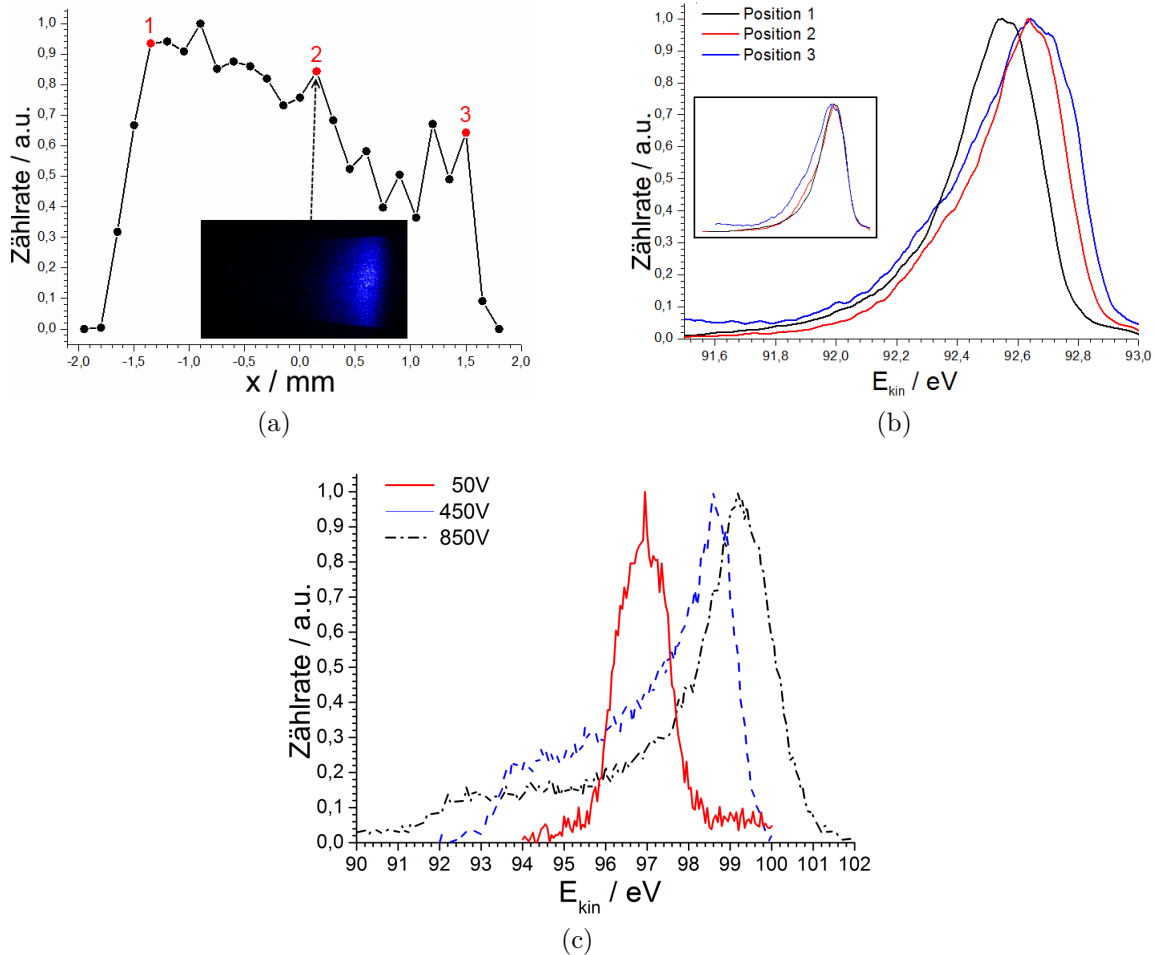 1,0
0,9
0,8
0,7
0,6
0,5
0,4
0,3
0,2
0,1
0,0
Zählrate / a.u.
1
2
3
-2,0 -1,5 -1,0 -0,5 0,0 0,5 1,0 1,5 2,0
x / mm
(a)
Position 1
Position 2
Position 3
1,0
0,9
0,8
0,7
0,6
0,5
0,4
0,3
0,2
0,1
0,0
Zählrate / a.u.
91,6 91,8 92,0 92,2 92,4 92,6 92,8 93,0
Ekin / eV
(b)
50V
450V
850V
1,0
0,9
0,8
0,7
0,6
0,5
0,4
0,3
0,2
0,1
0,0
Zählrate / a.u.
90 91 92 93 94 95 96 97 98 99 100 101 102
Ekin / eV
(c)